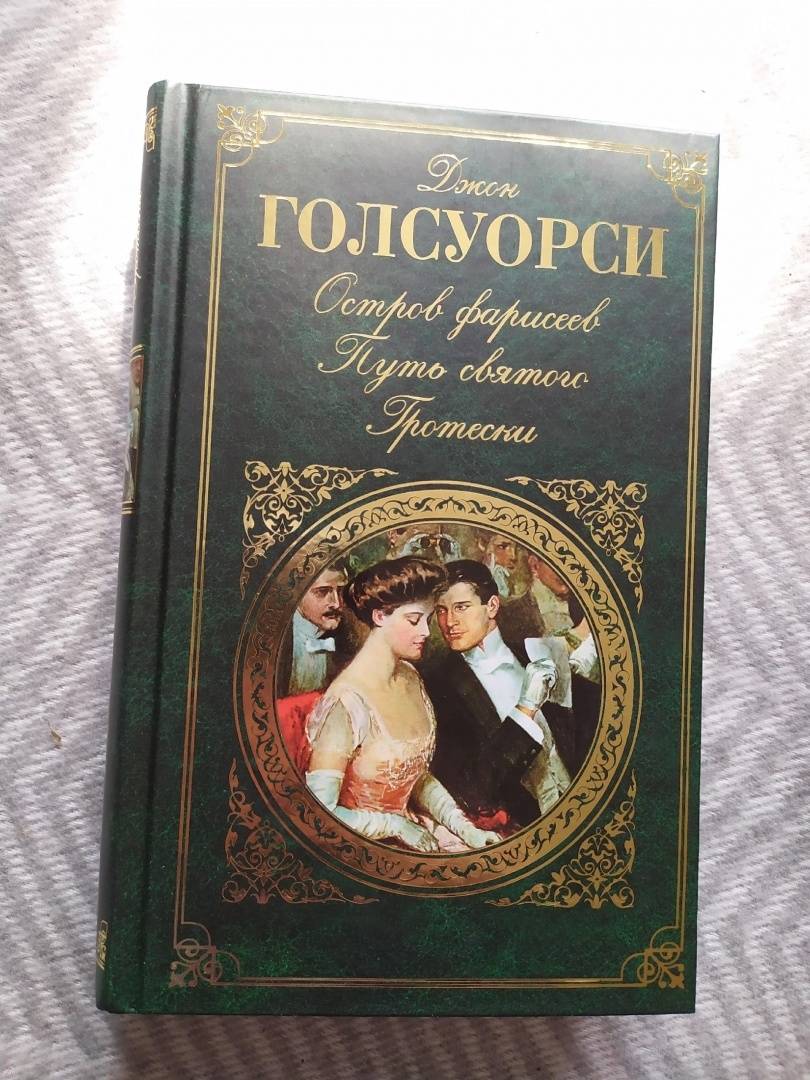 Джон
ГОЛСУОРСИ
Остров фарисеев
Путь святого
Гротески